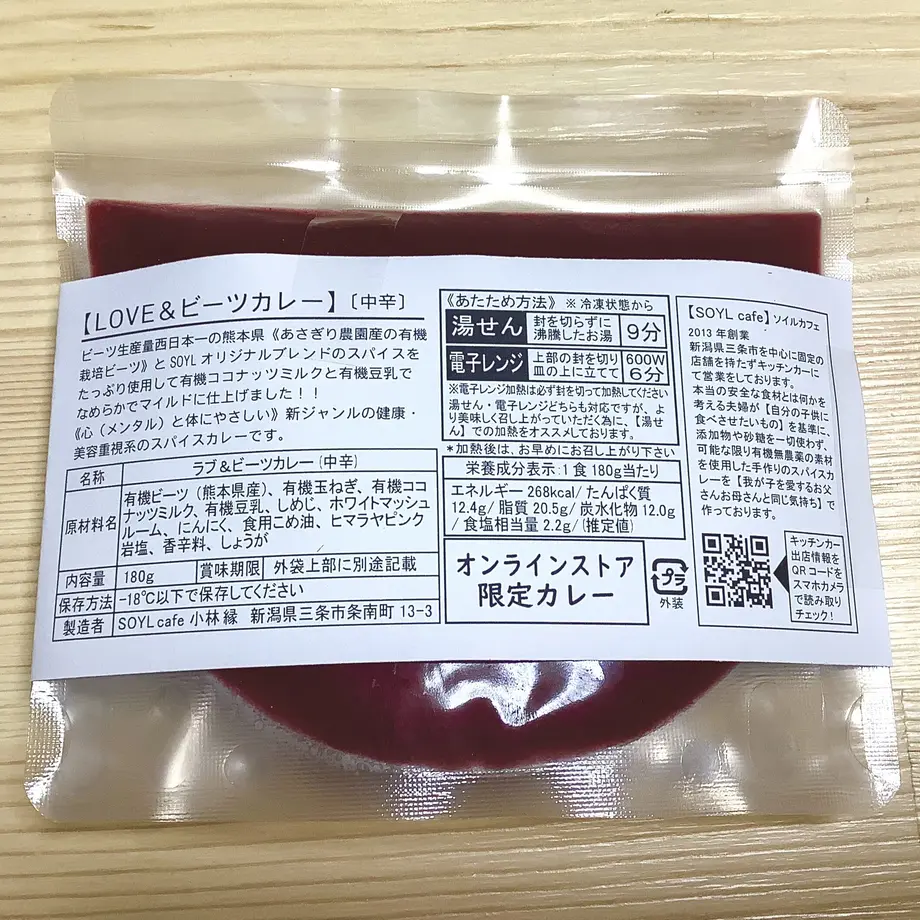 【LOVE&ビーツカレー】〔中辛〕
ビーツ生産量西日本一の熊本県《あさぎり農園産の有機
栽培ビーツ》とSOYLオリジナルブレンドのスパイスを
たっぷり使用して有機ココナッツミルクと有機豆乳で
なめらかでマイルドに仕上げました！！
《心（メンタル）と体にやさしい》新ジャンルの健康・
美容重視系のスパイスカレーです。
名称 ラブ&ビーツカレー(中辛)
原材料名 有機ビーツ（熊本県産）、有機玉ねぎ、有機ココ
ナッツミルク、有機豆乳、しめじ、ホワイトマッシュ
ルーム、にんにく、食用こめ油、ヒマラヤピンク
岩塩、香辛料、しょうが
内容量 180g 賞味期限 外袋上部に別途記載
保存方法 -18℃以下で保存してください
製造者 SOYL cafe 小林 縁 新潟県三条市条南町 13-3
《あたため方法》※冷凍状態から
湯せん 封を切らずに沸騰したお湯 9分
電子レンジ 上部の封を切り皿の上に立てて 600W 6分
※電子レンジ加熱は必ず封を切って加熱してください
湯せん・電子レンジどちらも対応ですが、より
美味しく召し上がっていただく為に、【湯せ
ん】での加熱をオススメしております。
*加熱後は、お早めにお召し上がり下さい
栄養成分表示:1食180g当たり
エネルギー 268kcal/ たんぱく質
12.4g/ 脂質 20.5g/ 炭水化物 12.0g
/ 食塩相当量 2.2g/ (推定値)
オンラインストア
限定カレー
プラ
外装
【SOYL cafe】ソイルカフェ
2013年創業
新潟県三条市を中心に固定の
店舗を持たずキッチンカーに
て営業をしております。
本当の安全な食材とは何かを
考える夫婦が【自分の子供に
食べさせたいもの】を基準に、
添加物や砂糖を一切使わず、
可能な限り有機無農薬の素材
を使用した手作りのスパイスカ
レーを【我が子を愛するお父
さんお母さんと同じ気持ち】で
作っております。
キッチンカー
出店情報を
QRコードを
スマホカメラ
で読み取り
チェック！